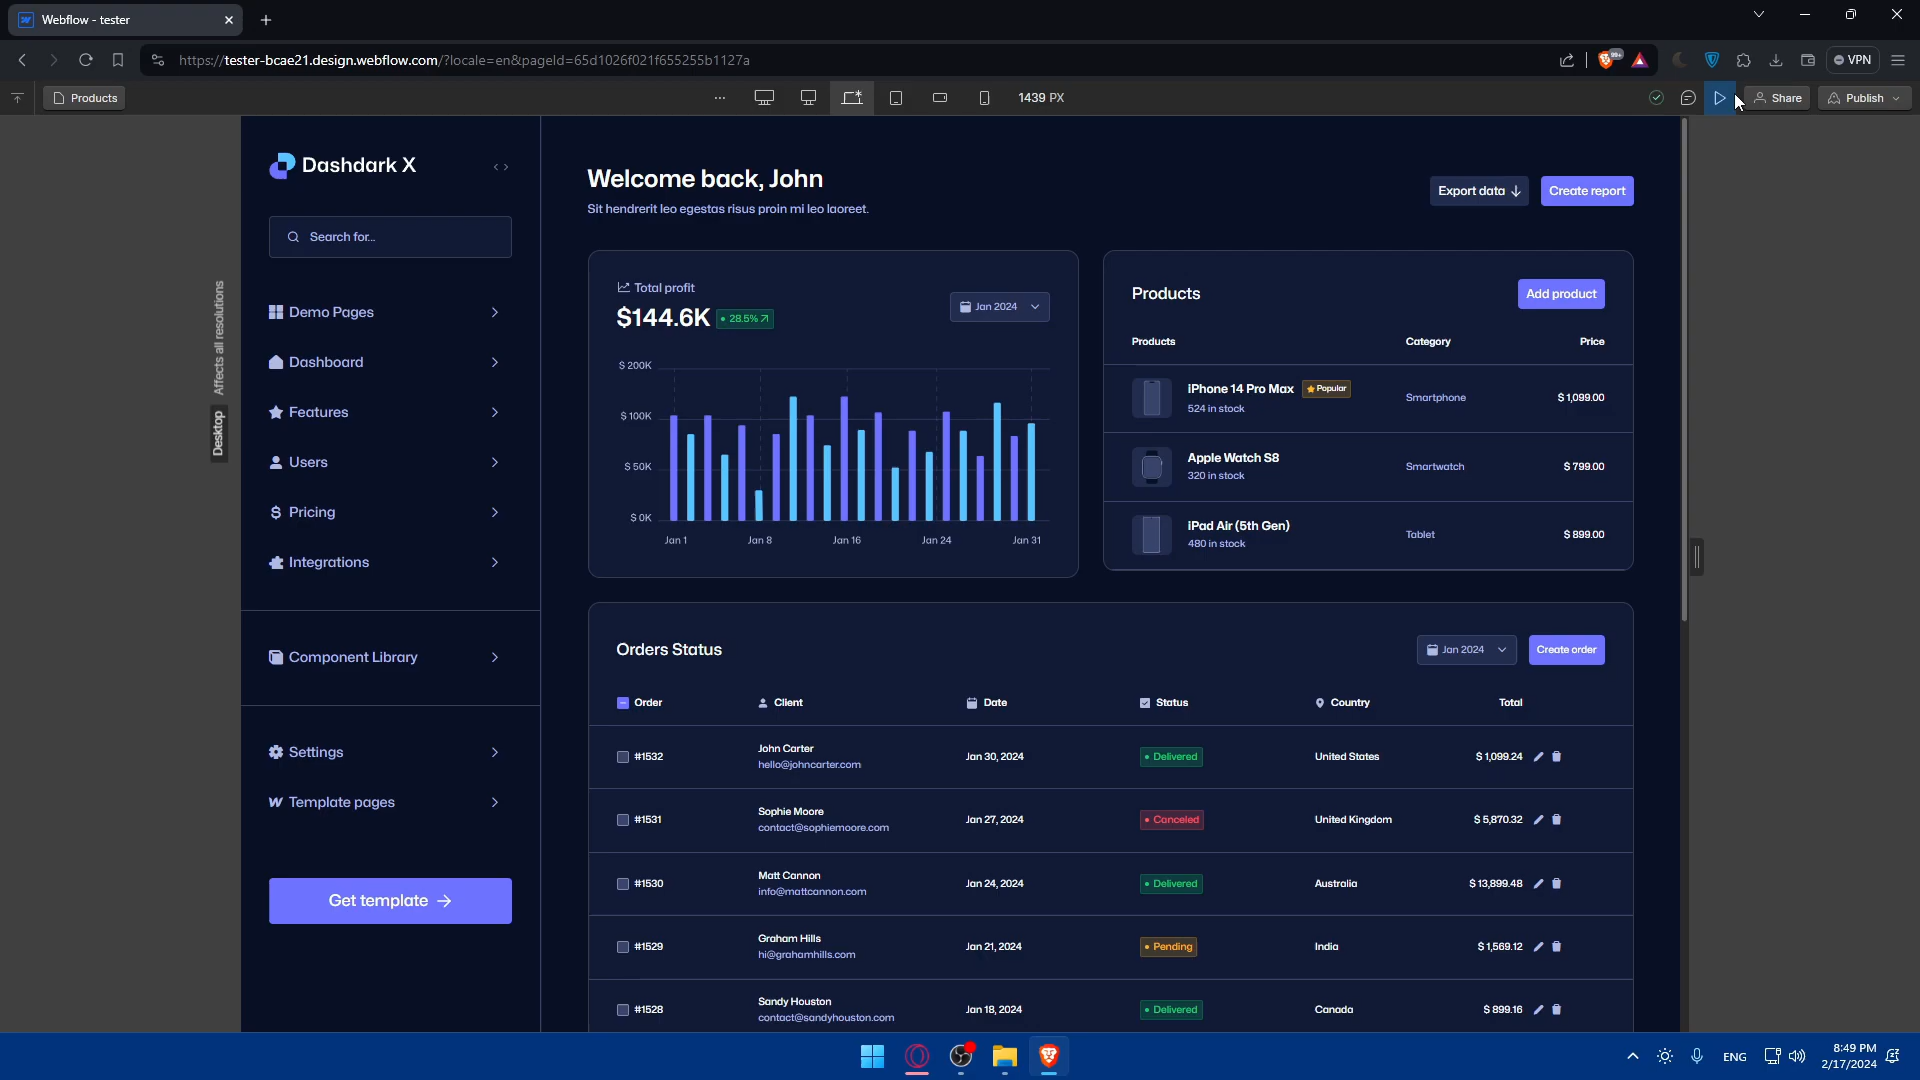 Webflow - tester
https://tester-bcae21.design.webflow.com/?locale=en&pageId=65d1026f021f655255b1127a
99+
VPN
Products
1439 PX
Share
Publish
Affects all resolutions
Desktop
Dashdark X
Search for...
Demo Pages
Dashboard
Features
Users
Pricing
Integrations
Component Library
Settings
Template pages
Get template
Welcome back, John
Sit hendrerit leo egestas risus proin mi leo laoreet.
Export data
Create report
Total profit
$144.6K
28.5%
Jan 2024
$ 200K
$ 100K
$ 50K
$ 0K
Jan 1 Jan 8 Jan 16 Jan 24 Jan 31
Products
Add product
Products Category Price
iPhone 14 Pro Max Popular
524 in stock
Smartphone
$ 1,099.00
Apple Watch S8
320 in stock
Smartwatch
$ 799.00
iPad Air (5th Gen)
480 in stock
Tablet
$ 899.00
Orders Status
Jan 2024
Create order
Order Client Date Status Country Total
#1532
John Carter
hello@johncarter.com
Jan 30, 2024
Delivered
United States
$ 1,099.24
#1531
Sophie Moore
contact@sophiemoore.com
Jan 27, 2024
Canceled
United Kingdom
$ 5,870.32
#1530
Matt Cannon
info@mattcannon.com
Jan 24, 2024
Delivered
Australia
$ 13,899.48
#1529
Graham Hills
hi@grahamhills.com
Jan 21, 2024
Pending
India
$ 1,569.12
#1528
Sandy Houston
contact@sandyhouston.com
Jan 18, 2024
Delivered
Canada
$ 899.16
ENG
8:49 PM
2/17/2024